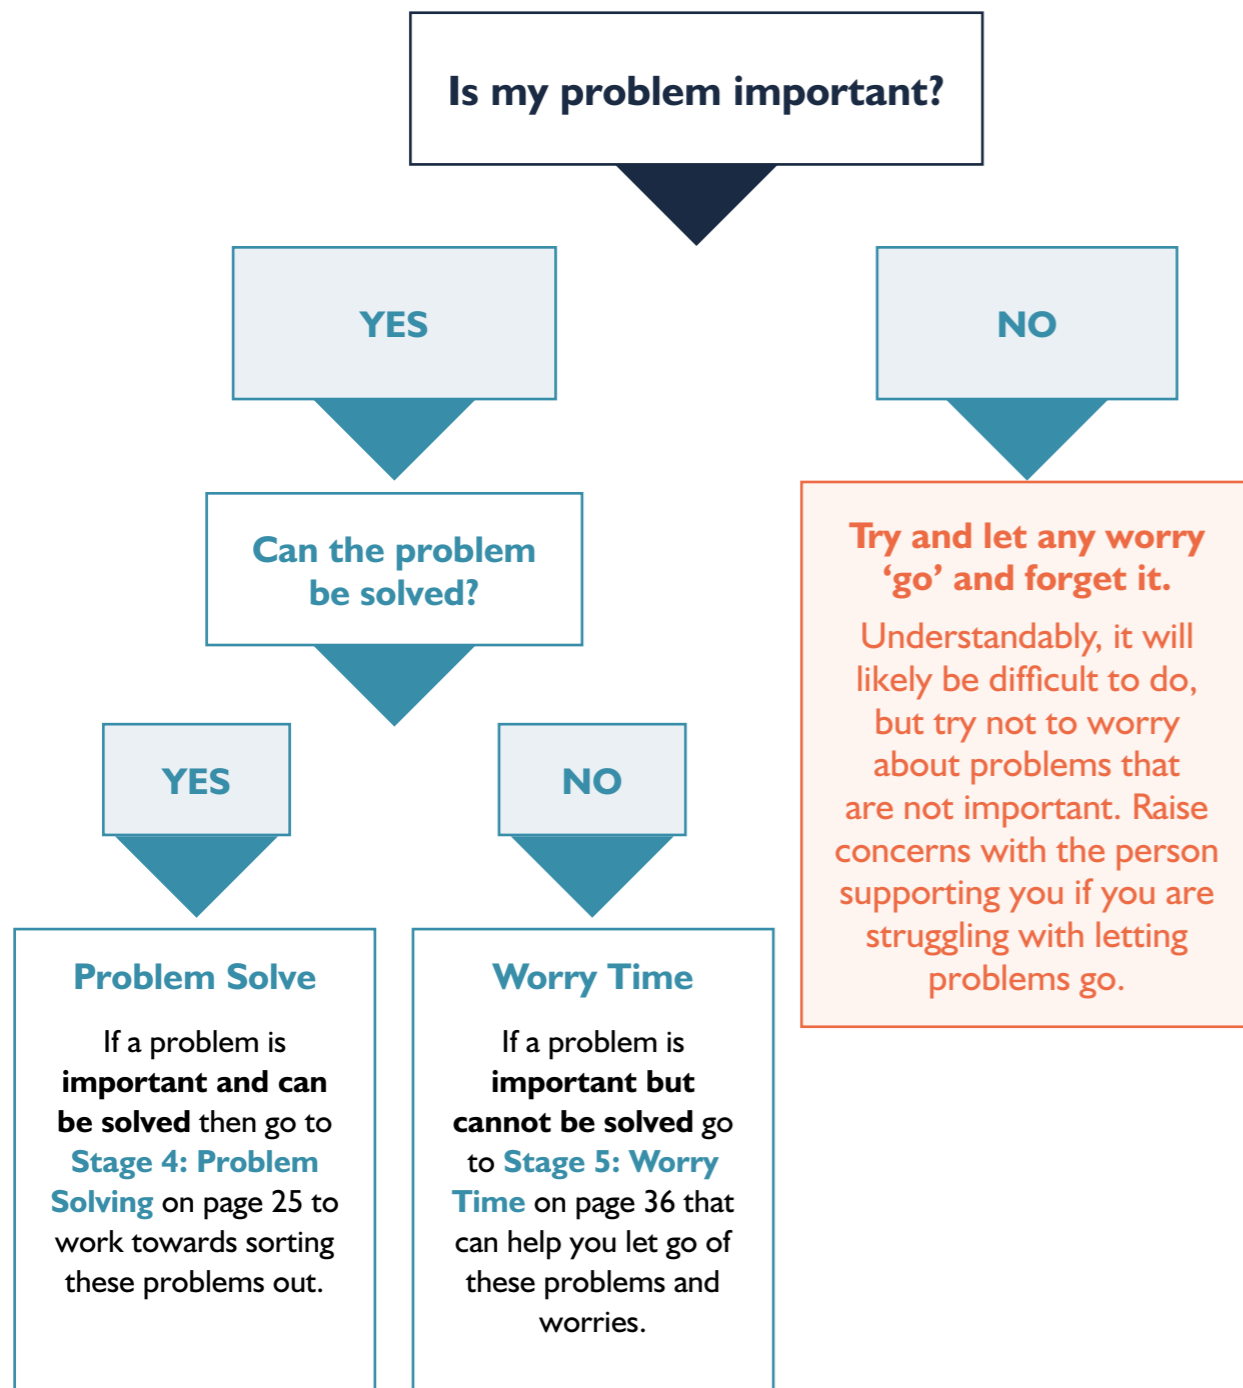 Is my problem important?
YES
NO
Can the problem
be solved?
Try and let any worry
‘go’ and forget it.
Understandably, it will
likely be difficult to do,
but try not to worry
about problems that
are not important. Raise
concerns with the person
supporting you if you are
struggling with letting
problems go.
YES
NO
Problem Solve
If a problem is
important and can
be solved then go to
Stage 4: Problem
Solving on page 25 to
work towards sorting
these problems out.
Worry Time
If a problem is
important but
cannot be solved go
to Stage 5: Worry
Time on page 36 that
can help you let go of
these problems and
worries.